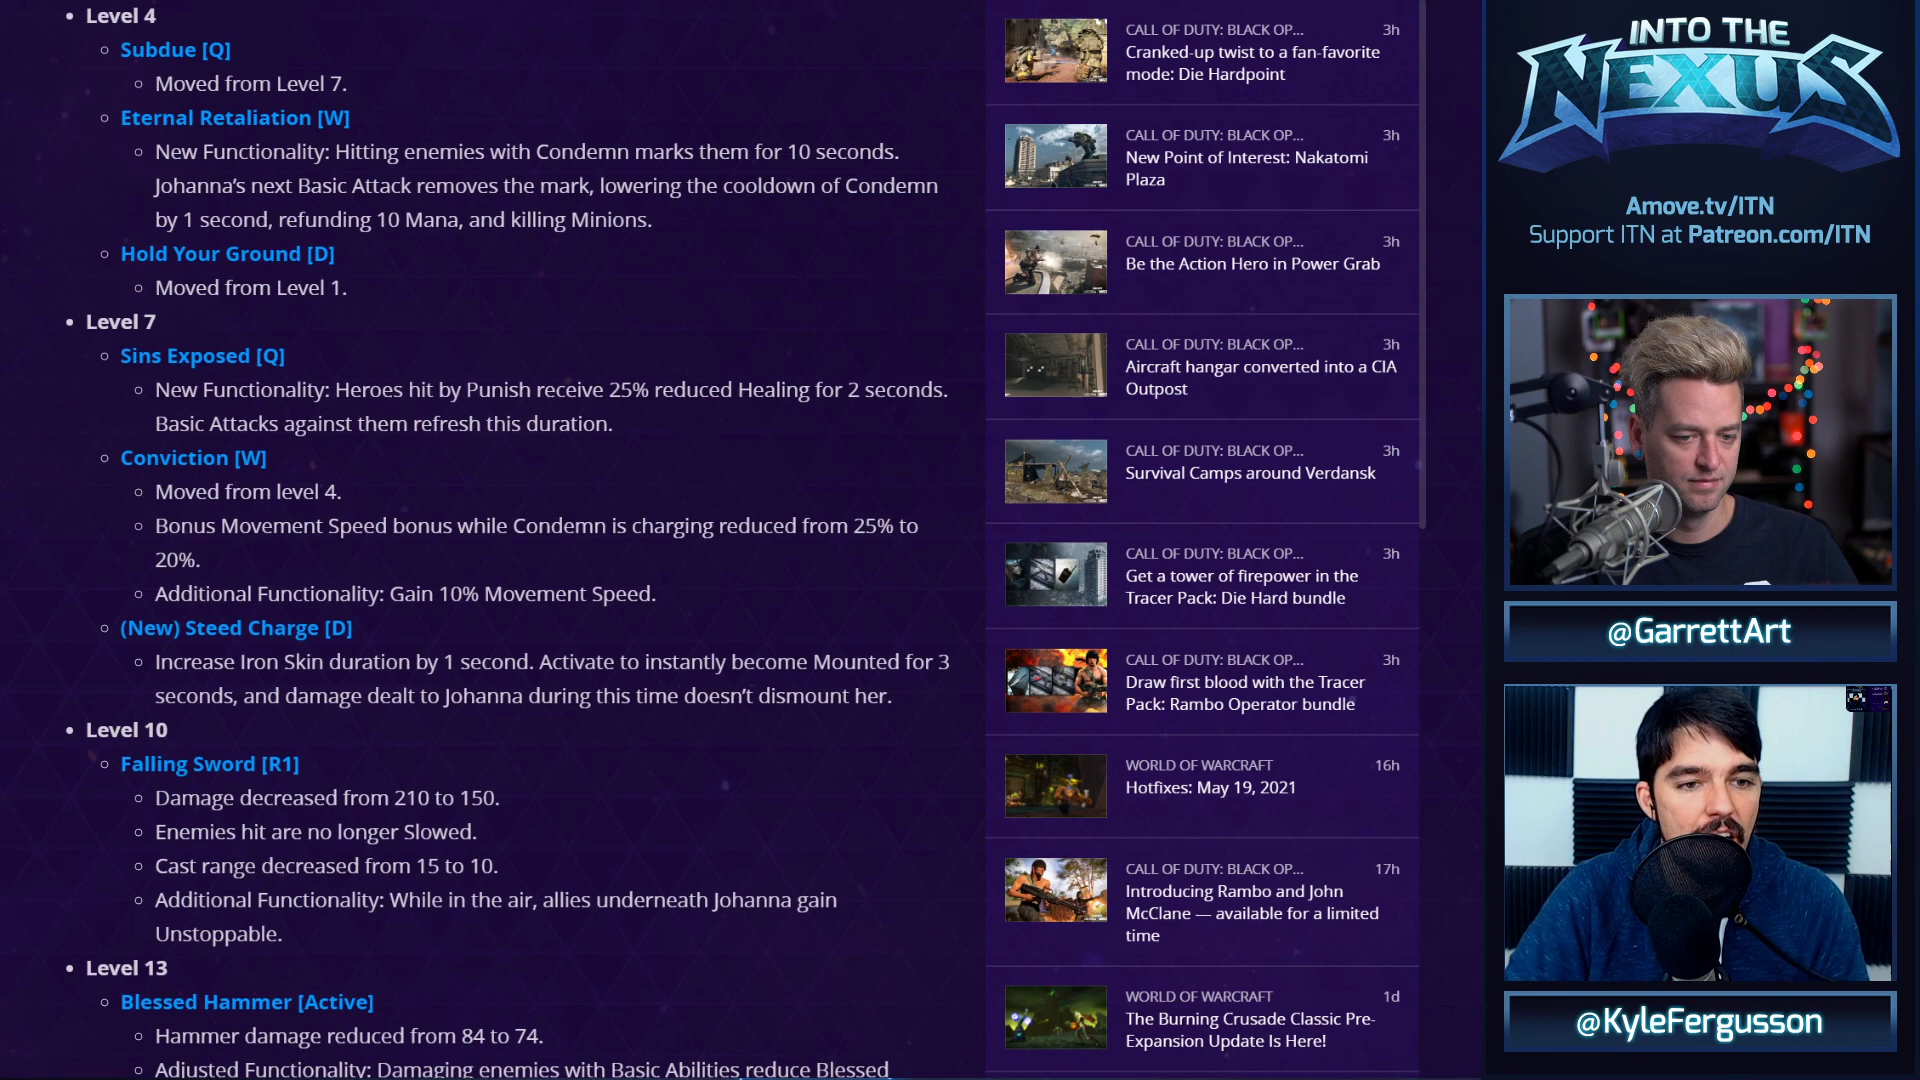 Level 4
Subdue [Q]
Moved from Level 7.
Eternal Retaliation [W]
New Functionality: Hitting enemies with Condemn marks them for 10 seconds.
Johanna's next Basic Attack removes the mark, lowering the cooldown of Condemn
by 1 second, refunding 10 Mana, and killing Minions.
Hold Your Ground [D]
Moved from Level 1.
Level 7
Sins Exposed [Q]
New Functionality: Heroes hit by Punish receive 25% reduced Healing for 2 seconds.
Basic Attacks against them refresh this duration.
Conviction [W]
Moved from level 4.
Bonus Movement Speed bonus while Condemn is charging reduced from 25% to
20%.
Additional Functionality: Gain 10% Movement Speed.
(New) Steed Charge [D]
Increase Iron Skin duration by 1 second. Activate to instantly become Mounted for 3
seconds, and damage dealt to Johanna during this time doesn't dismount her.
Level 10
Falling Sword [R1]
Damage decreased from 210 to 150.
Enemies hit are no longer Slowed.
Cast range decreased from 15 to 10.
Additional Functionality: While in the air, allies underneath Johanna gain
Unstoppable.
Level 13
Blessed Hammer [Active]
Hammer damage reduced from 84 to 74.
Adjusted Functionality: Damaging enemies with Basic Abilities reduce Blessed
CALL OF DUTY: BLACK OP... 3h
Cranked-up twist to a fan-favorite
mode: Die Hardpoint
CALL OF DUTY: BLACK OP... 3h
New Point of Interest: Nakatomi
Plaza
CALL OF DUTY: BLACK OP... 3h
Be the Action Hero in Power Grab
CALL OF DUTY: BLACK OP... 3h
Aircraft hangar converted into a CIA
Outpost
CALL OF DUTY: BLACK OP... 3h
Survival Camps around Verdansk
CALL OF DUTY: BLACK OP... 3h
Get a tower of firepower in the
Tracer Pack: Die Hard bundle
CALL OF DUTY: BLACK OP... 3h
Draw first blood with the Tracer
Pack: Rambo Operator bundle
WORLD OF WARCRAFT 16h
Hotfixes: May 19, 2021
CALL OF DUTY: BLACK OP... 17h
Introducing Rambo and John
McClane — available for a limited
time
WORLD OF WARCRAFT 1d
The Burning Crusade Classic Pre-
Expansion Update Is Here!
INTO THE
NEXUS
Amove.tv/ITN
Support ITN at Patreon.com/ITN
@GarrettArt
@KyleFergusson